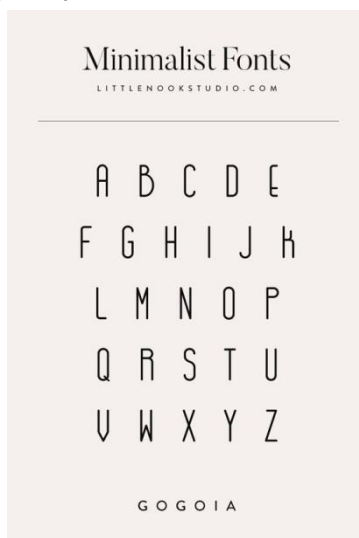 Minimalist Fonts
LITTLENOOKSTUDIO.COM
A B C D E
F G H I J K
L M N O P
Q R S T U
V W X Y Z
GOGOIA